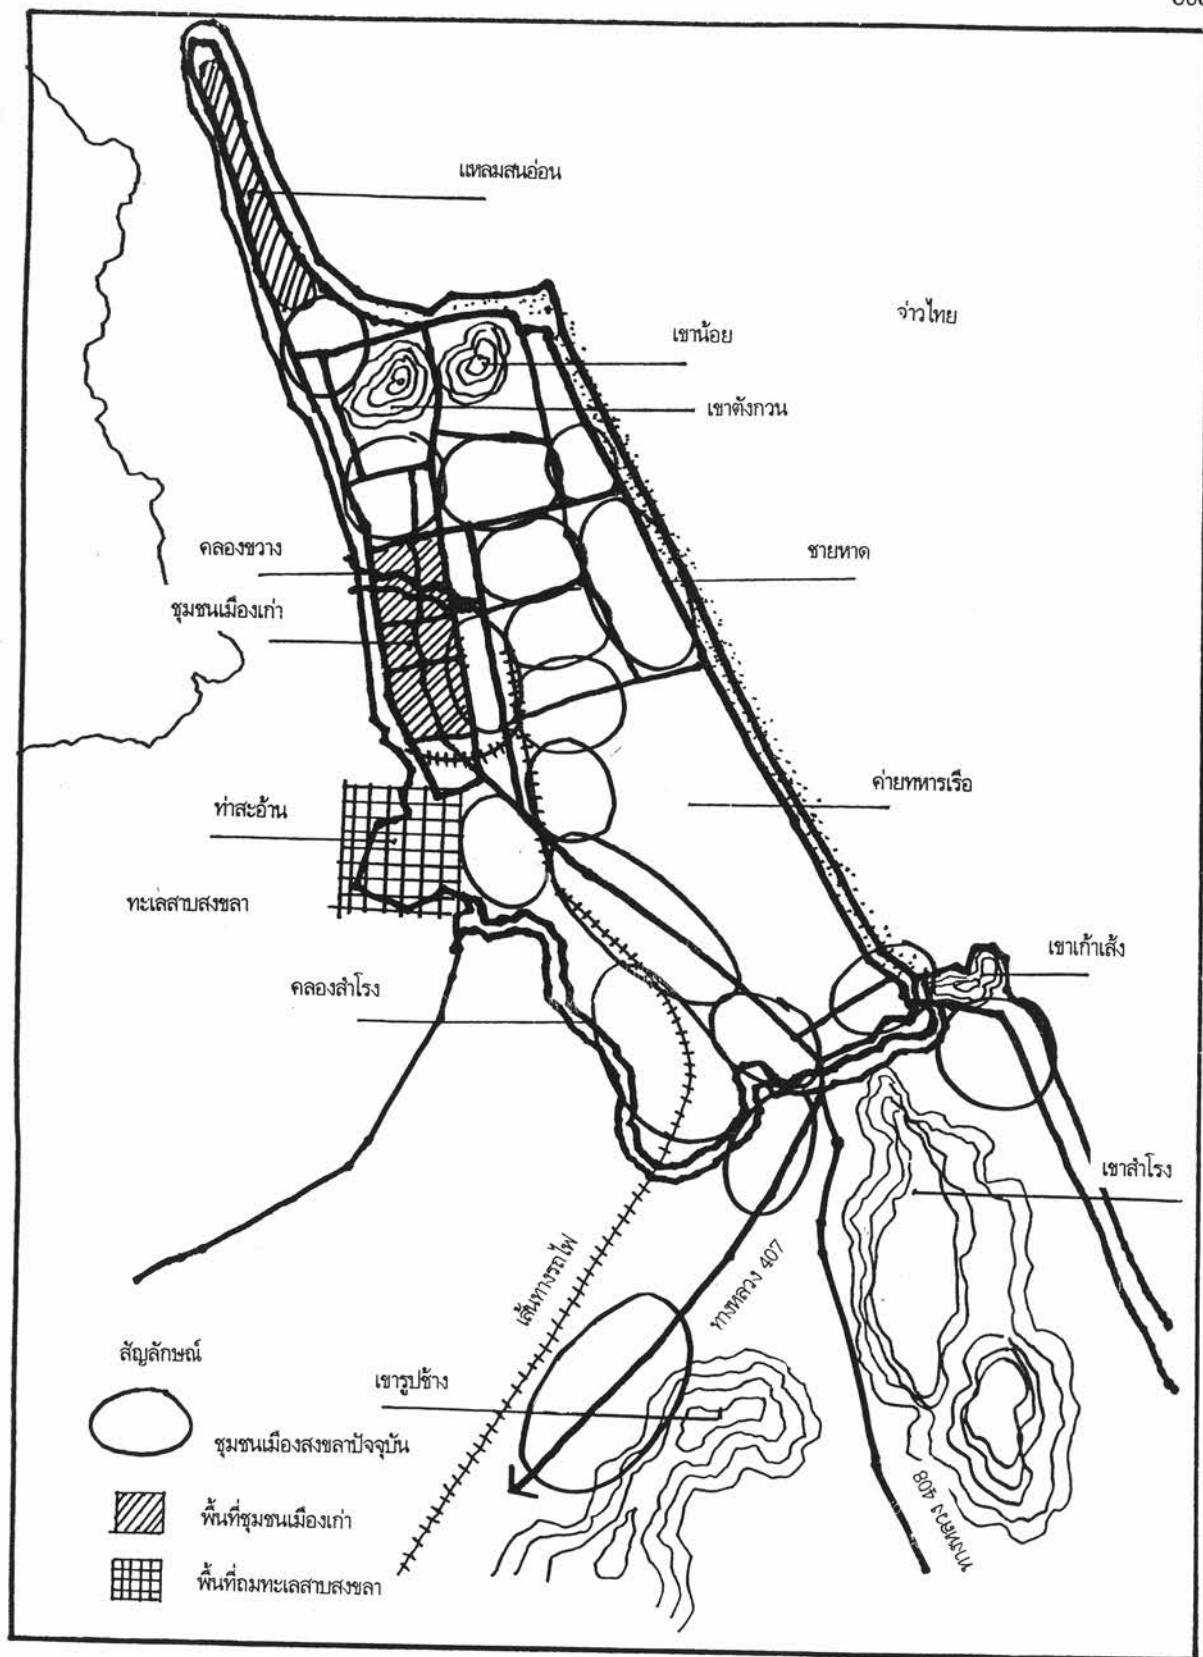 แหลมสนอ่อน
จ่าวไทย
เขาน้อย
เขาตังกวน
คลองขวาง
ชายหาด
ชุมชนเมืองเก่า
ค่ายทหารเรือ
ท่าสะอ้าน
ทะเลสาบสงขลา
เขาเก้าเส้ง
คลองสำโรง
เขาสำโรง
เส้นทางรถไฟ
ทางหลวง 407
สัญลักษณ์
เขารูปช้าง
ชุมชนเมืองสงขลาปัจจุบัน
ทางหลวง 408
พื้นที่ชุมชนเมืองเก่า
พื้นที่ถมทะเลสาบสงขลา